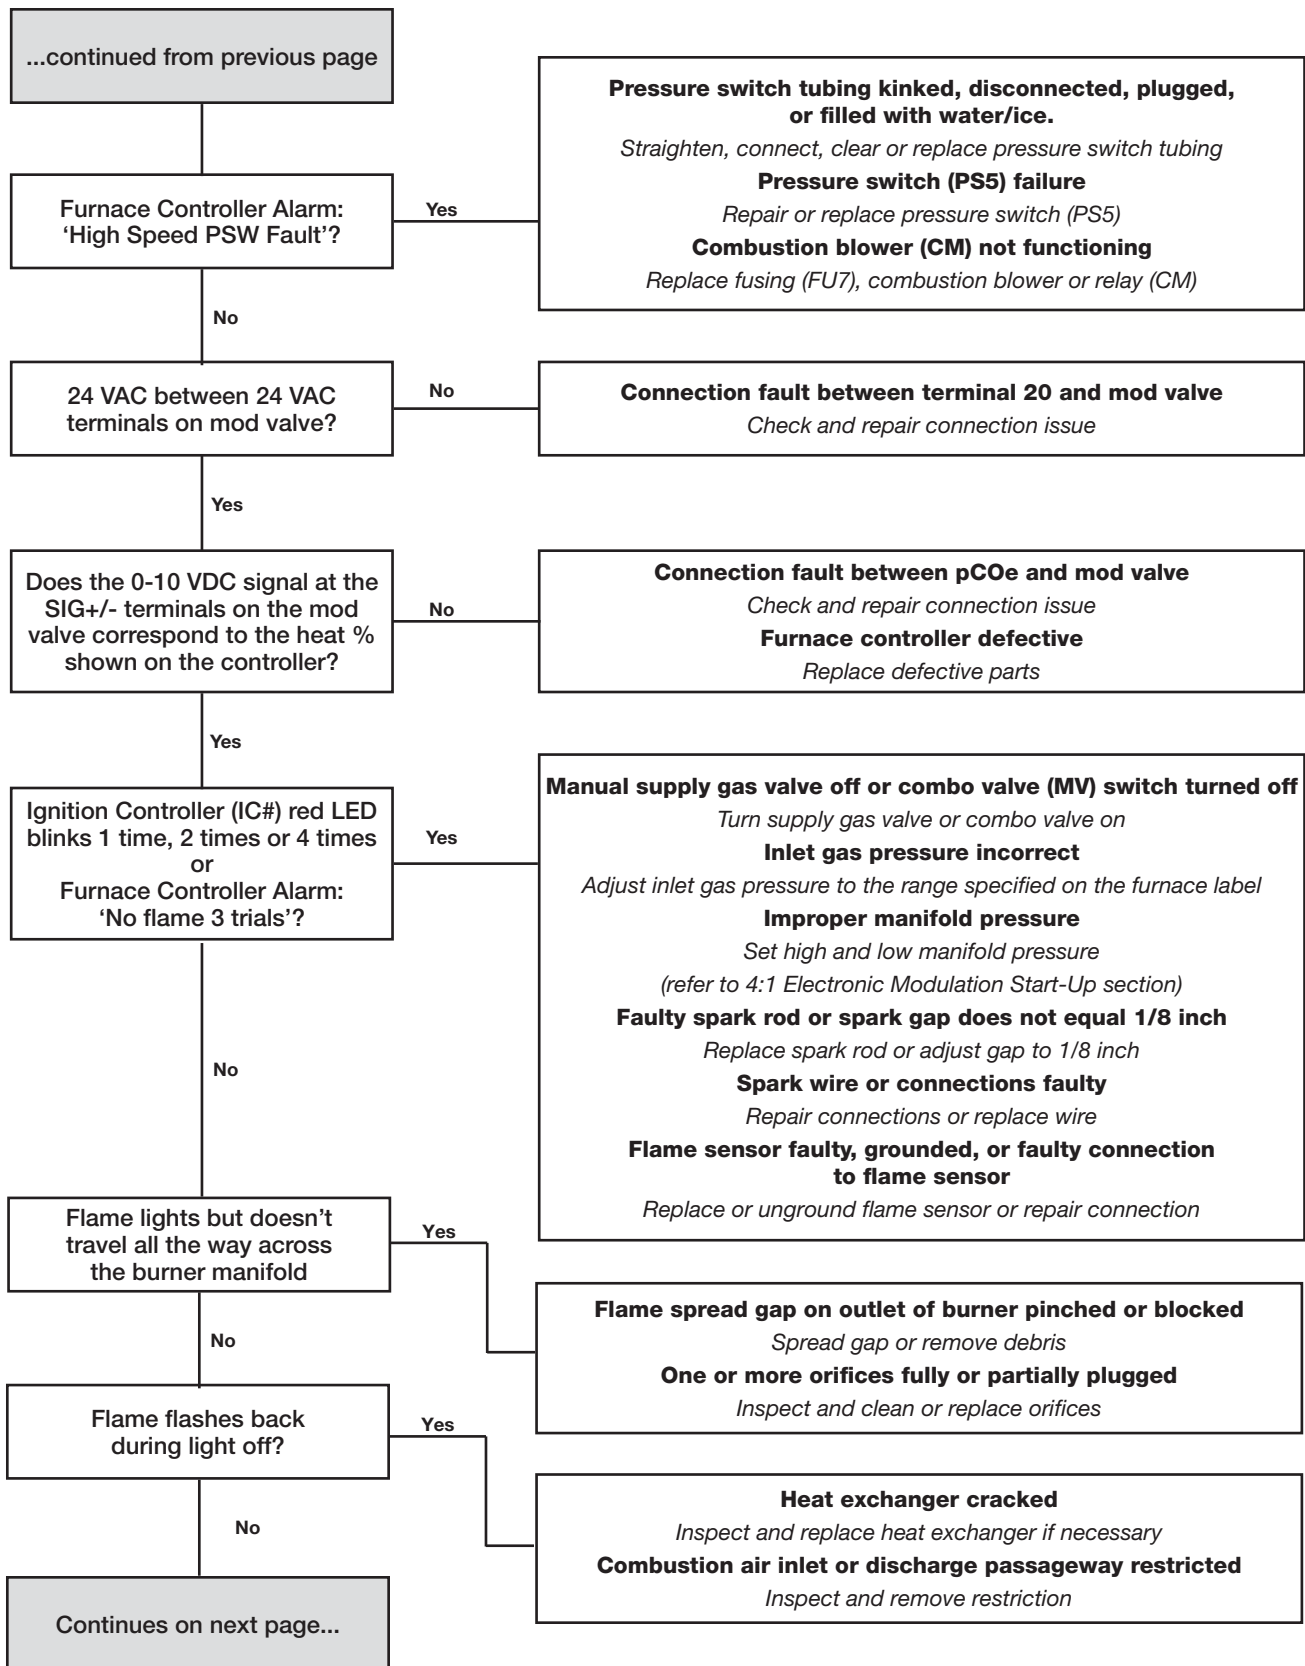 ...continued from previous page
Pressure switch tubing kinked, disconnected, plugged,
or filled with water/ice.
Straighten, connect, clear or replace pressure switch tubing
Pressure switch (PS5) failure
Repair or replace pressure switch (PS5)
Combustion blower (CM) not functioning
Replace fusing (FU7), combustion blower or relay (CM)
Furnace Controller Alarm:
‘High Speed PSW Fault’?
Yes
No
24 VAC between 24 VAC
terminals on mod valve?
No
Connection fault between terminal 20 and mod valve
Check and repair connection issue
Yes
Does the 0-10 VDC signal at the
SIG+/- terminals on the mod
valve correspond to the heat %
shown on the controller?
No
Connection fault between pCOe and mod valve
Check and repair connection issue
Furnace controller defective
Replace defective parts
Yes
Ignition Controller (IC#) red LED
blinks 1 time, 2 times or 4 times
or
Furnace Controller Alarm:
‘No flame 3 trials’?
Yes
Manual supply gas valve off or combo valve (MV) switch turned off
Turn supply gas valve or combo valve on
Inlet gas pressure incorrect
Adjust inlet gas pressure to the range specified on the furnace label
Improper manifold pressure
Set high and low manifold pressure
(refer to 4:1 Electronic Modulation Start-Up section)
Faulty spark rod or spark gap does not equal 1/8 inch
Replace spark rod or adjust gap to 1/8 inch
Spark wire or connections faulty
Repair connections or replace wire
Flame sensor faulty, grounded, or faulty connection
to flame sensor
Replace or unground flame sensor or repair connection
No
Flame lights but doesn’t
travel all the way across
the burner manifold
Yes
Flame spread gap on outlet of burner pinched or blocked
Spread gap or remove debris
One or more orifices fully or partially plugged
Inspect and clean or replace orifices
No
Flame flashes back
during light off?
Yes
Heat exchanger cracked
Inspect and replace heat exchanger if necessary
Combustion air inlet or discharge passageway restricted
Inspect and remove restriction
No
Continues on next page...